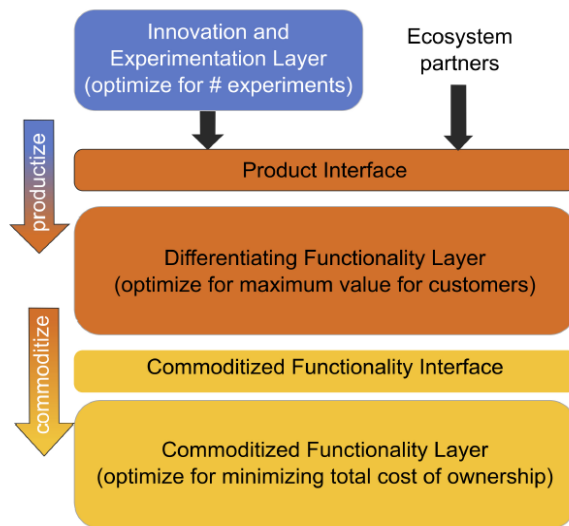 Innovation and
Experimentation Layer
(optimize for # experiments)
Ecosystem
partners
productize
Product Interface
Differentiating Functionality Layer
(optimize for maximum value for customers)
commoditize
Commoditized Functionality Interface
Commoditized Functionality Layer
(optimize for minimizing total cost of ownership)